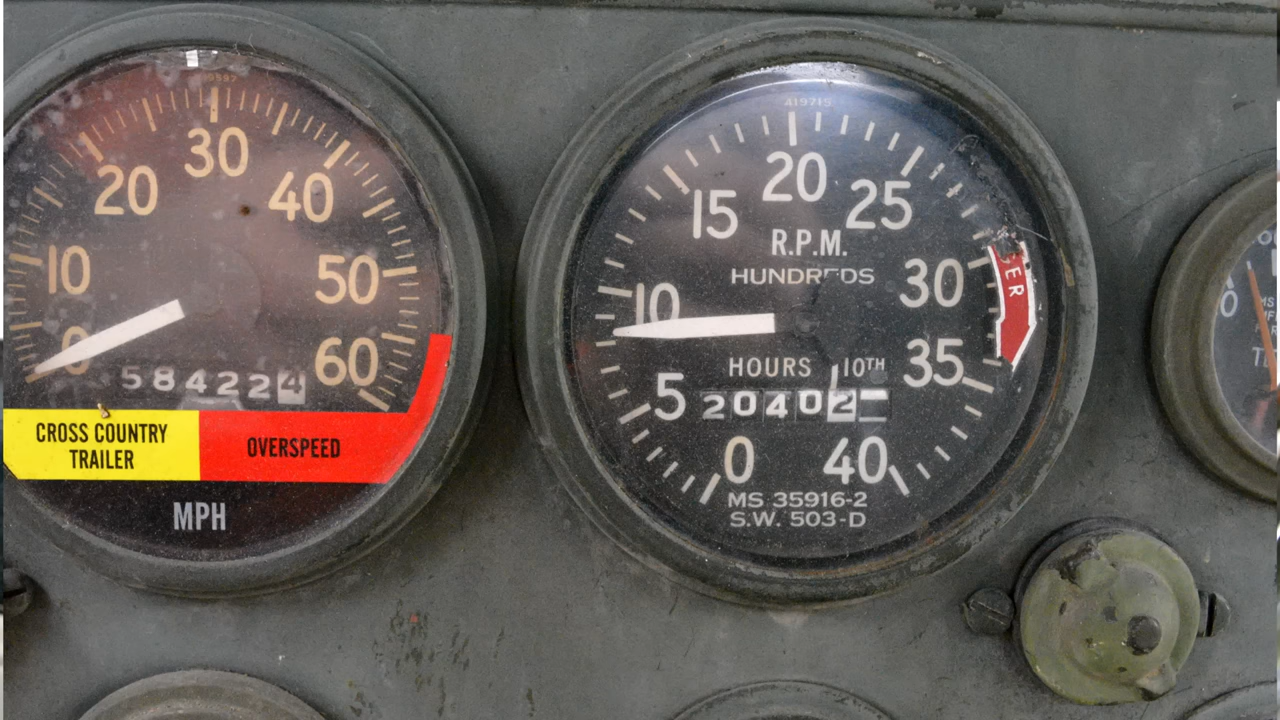 30
20
40
10
50
0
60
584224
CROSS COUNTRY
TRAILER
OVERSPEED
MPH
A19715
20
15
25
R.P.M.
HUNDREDS
10
30
HOURS 10TH
5
35
20402
0
40
MS 35916-2
S.W. 503-D